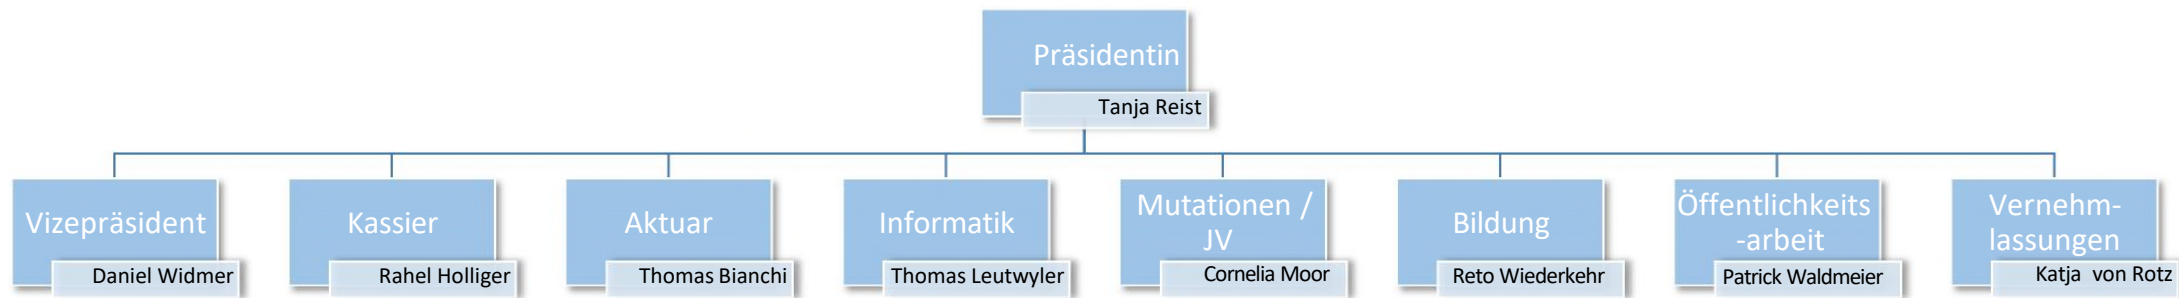 Präsidentin
Tanja Reist
Vizepräsident
Daniel Widmer
Kassier
Rahel Holliger
Aktuar
Thomas Bianchi
Informatik
Thomas Leutwyler
Mutationen /
JV
Cornelia Moor
Bildung
Reto Wiederkehr
Öffentlichkeits
-arbeit
Patrick Waldmeier
Vernehm-
lassungen
Katja von Rotz